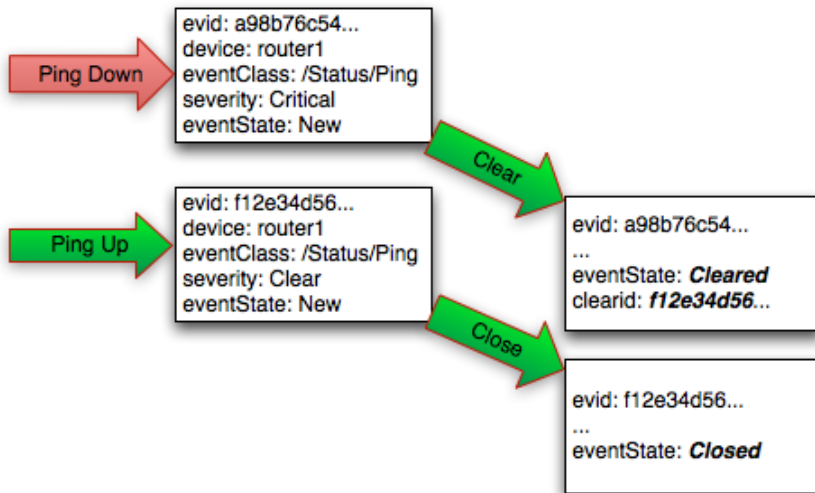 Ping Down
evid: a98b76c54...
device: router1
eventClass: /Status/Ping
severity: Critical
eventState: New
Clear
Ping Up
evid: f12e34d56...
device: router1
eventClass: /Status/Ping
severity: Clear
eventState: New
Close
evid: a98b76c54...
...
eventState: Cleared
clearid: f12e34d56...
evid: f12e34d56...
...
eventState: Closed